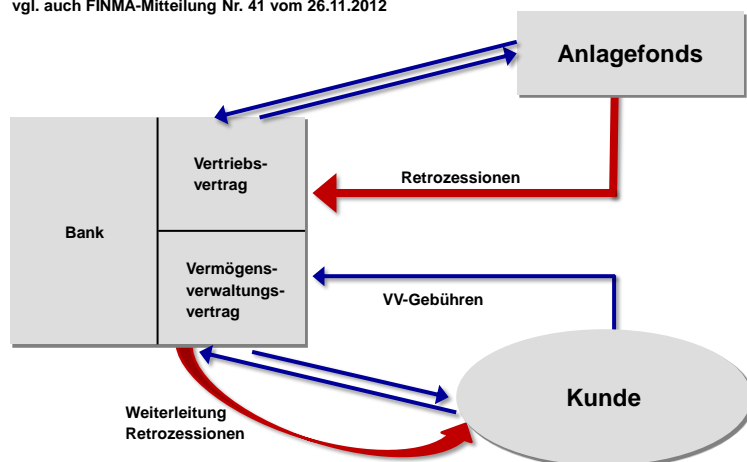 vgl. auch FINMA-Mitteilung Nr. 41 vom 26.11.2012
Anlagefonds
Vertriebs-
vertrag
Retrozessionen
Bank
Vermögens-
verwaltungs-
vertrag
VV-Gebühren
Kunde
Weiterleitung
Retrozessionen